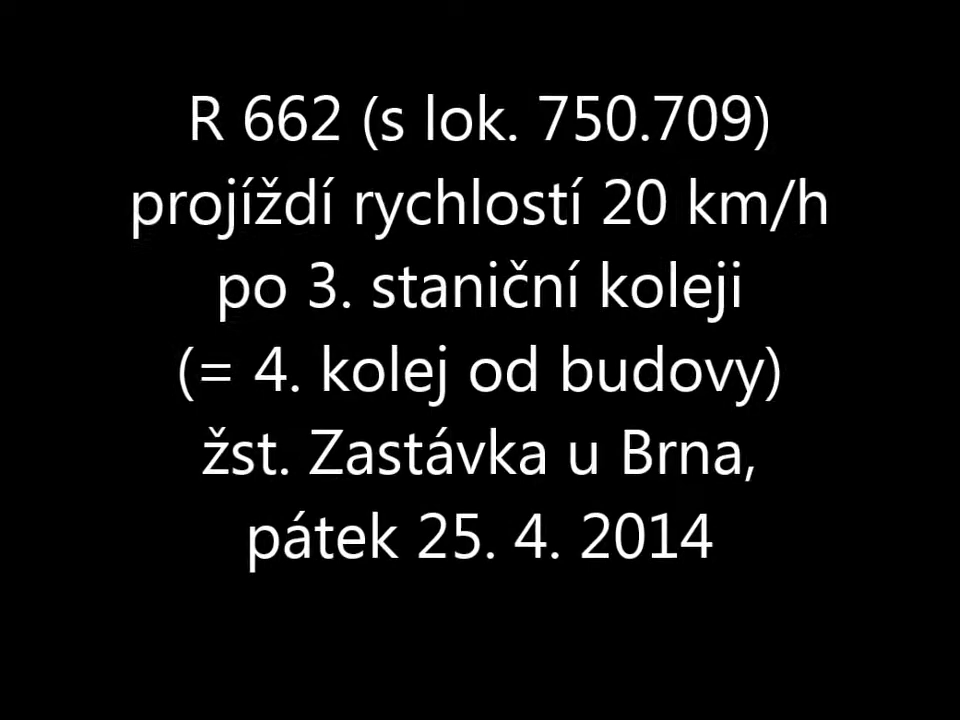 R 662 (s lok. 750.709)
projíždí rychlostí 20 km/h
po 3. staniční koleji
(= 4. kolej od budovy)
žst. Zastávka u Brna,
pátek 25. 4. 2014